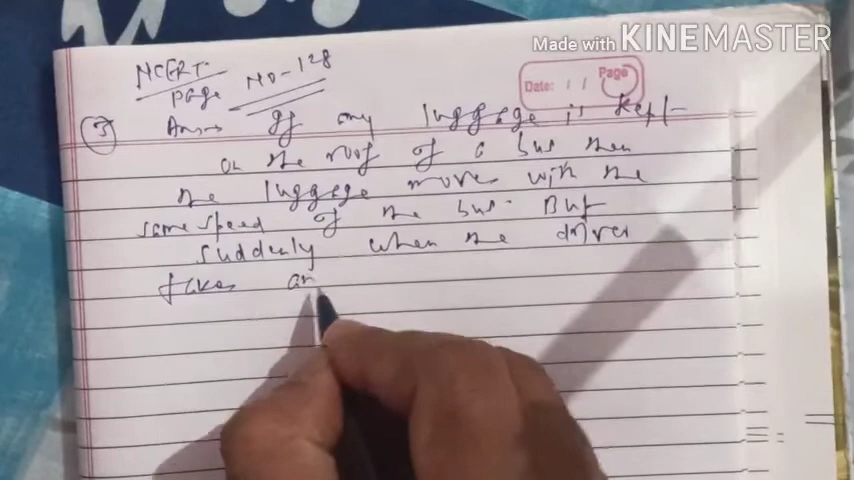 Made with KINEMASTER
NCERT
Page No-128
Date: / / Page
3 Ans If any luggage is kept
on the roof of a bus then
the luggage move with the
same speed of the bus. But
suddenly when the driver
takes an